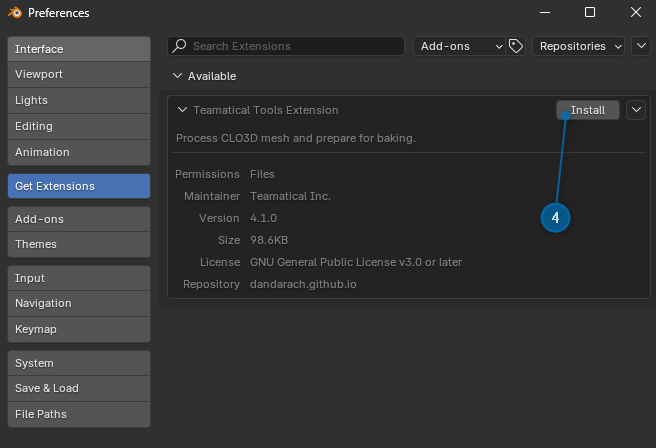 Preferences
Interface
Viewport
Lights
Editing
Animation
Get Extensions
Add-ons
Themes
Input
Navigation
Keymap
System
Save & Load
File Paths
Search Extensions Add-ons Repositories
Available
Teamatical Tools Extension Install
Process CLO3D mesh and prepare for baking.
Permissions Files
Maintainer Teamatical Inc.
Version 4.1.0
4
Size 98.6KB
License GNU General Public License v3.0 or later
Repository dandarach.github.io